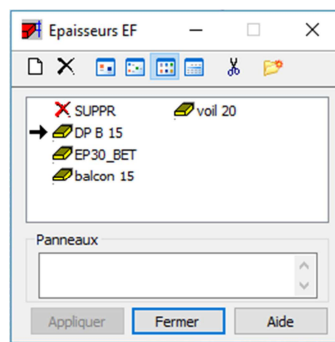 Epaisseurs EF
SUPPR
DP B 15
EP30_BET
balcon 15
voil 20
Panneaux
Appliquer
Fermer
Aide